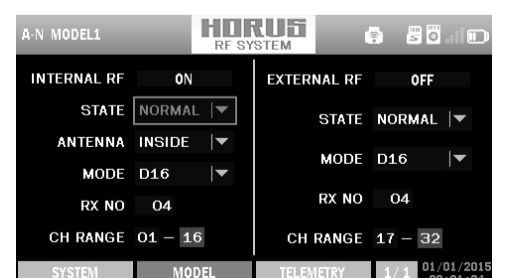 A-N MODEL1
HORUS
RF SYSTEM
INTERNAL RF ON
STATE NORMAL
ANTENNA INSIDE
MODE D16
RX NO 04
CH RANGE 01 – 16
EXTERNAL RF OFF
STATE NORMAL
MODE D16
RX NO 04
CH RANGE 17 – 32
SYSTEM MODEL TELEMETRY 1/1 01/01/2015